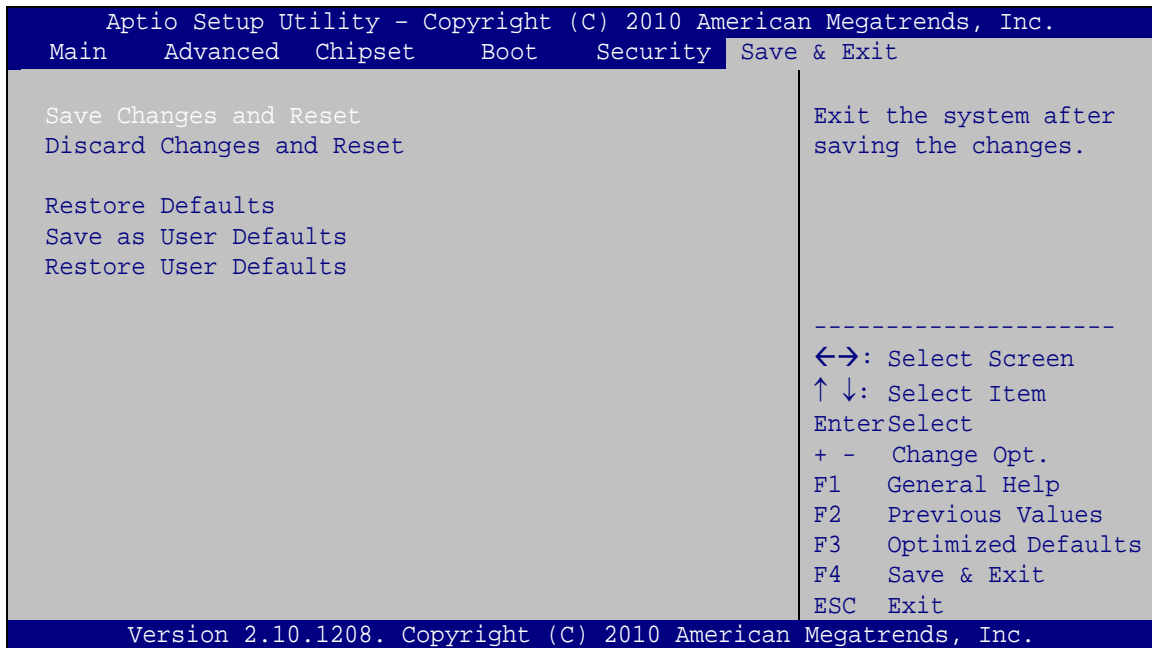 Aptio Setup Utility – Copyright (C) 2010 American Megatrends, Inc.
Main Advanced Chipset Boot Security Save & Exit
Save Changes and Reset
Discard Changes and Reset
Restore Defaults
Save as User Defaults
Restore User Defaults
Exit the system after
saving the changes.
---------------------
←→: Select Screen
↑ ↓: Select Item
EnterSelect
+ - Change Opt.
F1 General Help
F2 Previous Values
F3 Optimized Defaults
F4 Save & Exit
ESC Exit
Version 2.10.1208. Copyright (C) 2010 American Megatrends, Inc.